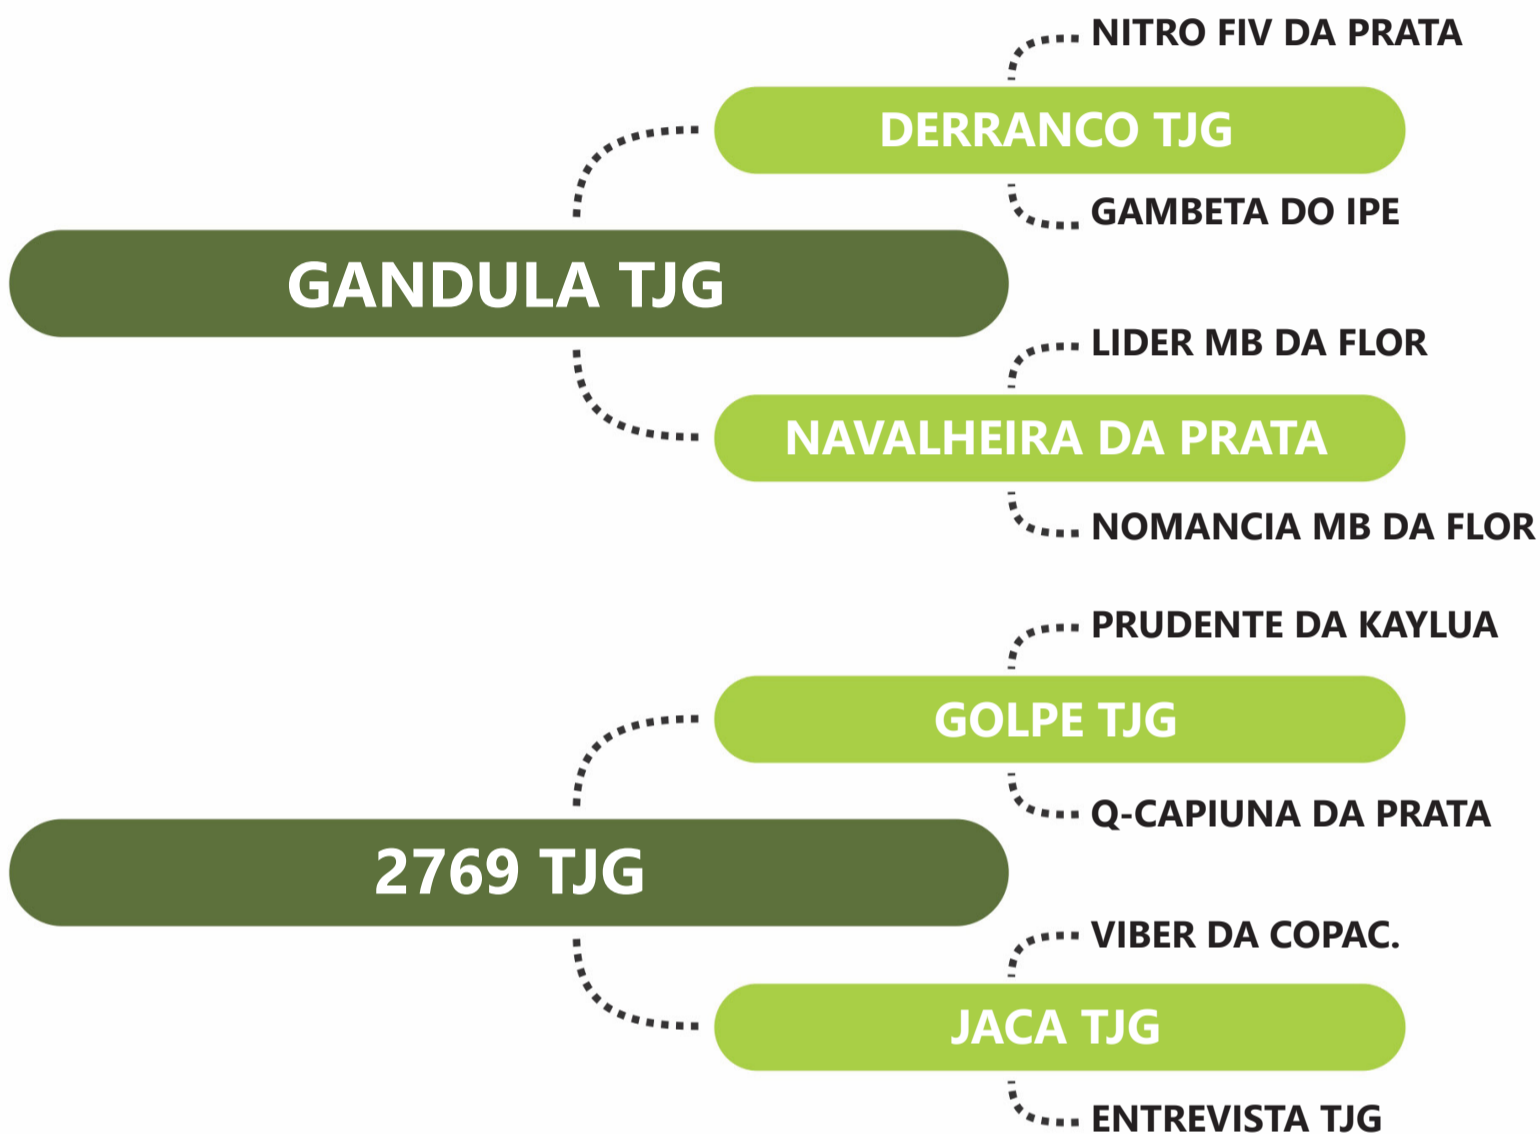 NITRO FIV DA PRATA
DERRANCO TJG
GAMBETA DO IPE
GANDULA TJG
LIDER MB DA FLOR
NAVALHEIRA DA PRATA
NOMANCIA MB DA FLOR
PRUDENTE DA KAYLUA
GOLPE TJG
Q-CAPIUNA DA PRATA
2769 TJG
VIBER DA COPAC.
JACA TJG
ENTREVISTA TJG